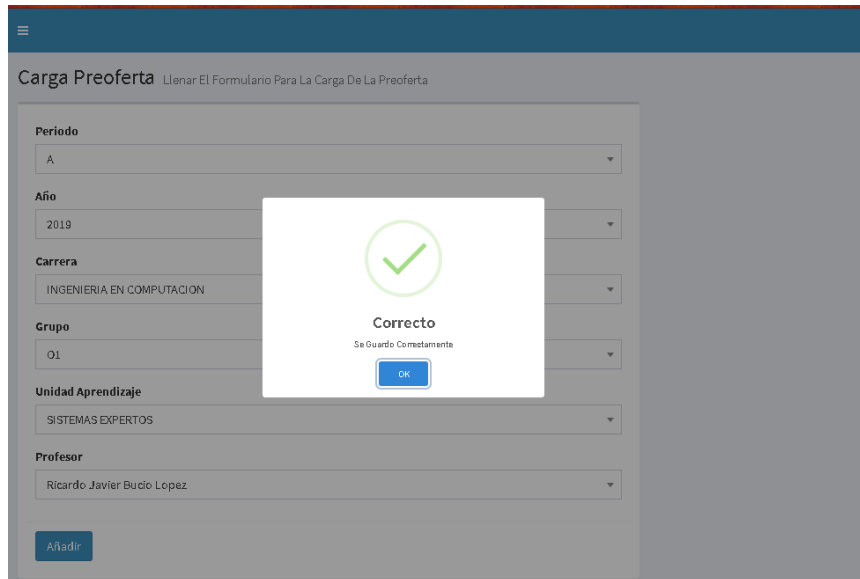 Carga Preoferta Llenar El Formulario Para La Carga De La Preoferta
Periodo
A
Año
2019
Carrera
INGENIERIA EN COMPUTACION
Grupo
O1
Unidad Aprendizaje
SISTEMAS EXPERTOS
Profesor
Ricardo Javier Bucio Lopez
Añadir
Correcto
Se Guardo Correctamente
OK